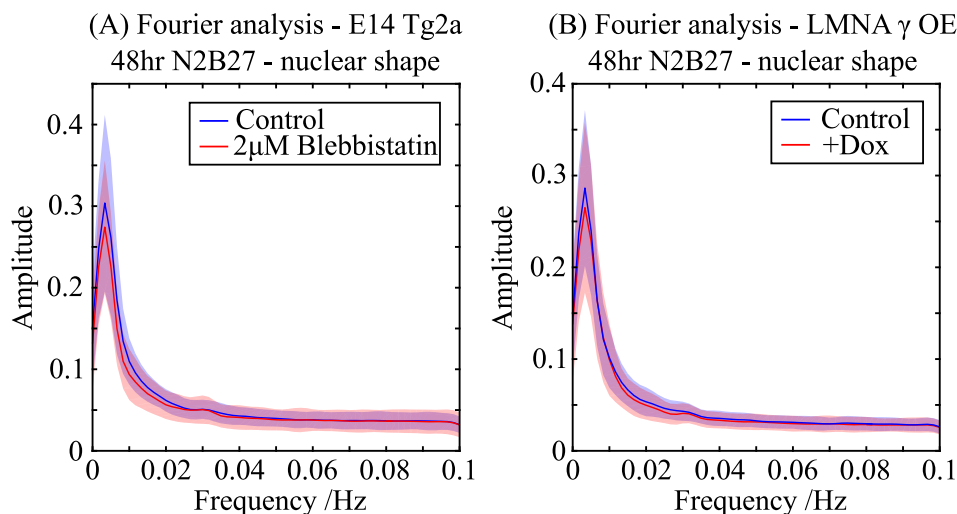 (A) Fourier analysis - E14 Tg2a
48hr N2B27 - nuclear shape
0.4
0.3
0.2
0.1
0
Amplitude
Control
2μM Blebbistatin
0 0.02 0.04 0.06 0.08 0.1
Frequency /Hz
(B) Fourier analysis - LMNA γ OE
48hr N2B27 - nuclear shape
0.4
0.3
0.2
0.1
0
Amplitude
Control
+Dox
0 0.02 0.04 0.06 0.08 0.1
Frequency /Hz